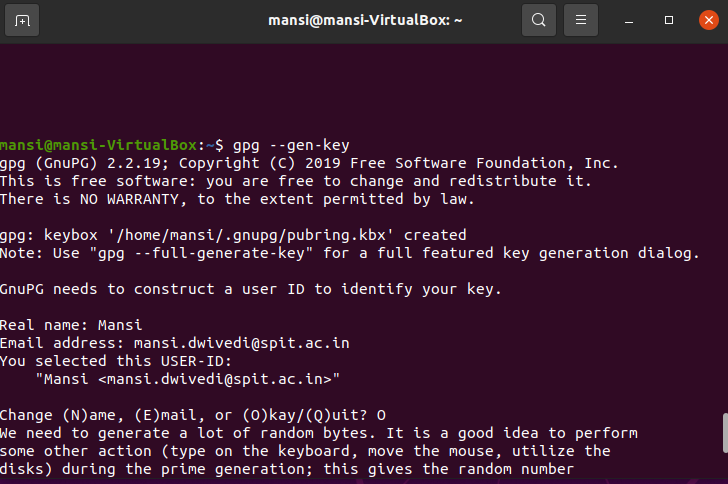 mansi@mansi-VirtualBox: ~
mansi@mansi-VirtualBox:~$ gpg --gen-key
gpg (GnuPG) 2.2.19; Copyright (C) 2019 Free Software Foundation, Inc.
This is free software: you are free to change and redistribute it.
There is NO WARRANTY, to the extent permitted by law.
gpg: keybox '/home/mansi/.gnupg/pubring.kbx' created
Note: Use "gpg --full-generate-key" for a full featured key generation dialog.
GnuPG needs to construct a user ID to identify your key.
Real name: Mansi
Email address: mansi.dwivedi@spit.ac.in
You selected this USER-ID:
    "Mansi <mansi.dwivedi@spit.ac.in>"
Change (N)ame, (E)mail, or (O)kay/(Q)uit? O
We need to generate a lot of random bytes. It is a good idea to perform
some other action (type on the keyboard, move the mouse, utilize the
disks) during the prime generation; this gives the random number